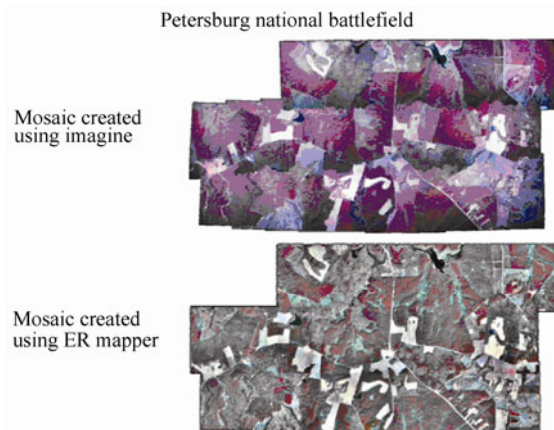 Petersburg national battlefield
Mosaic created
using imagine
Mosaic created
using ER mapper